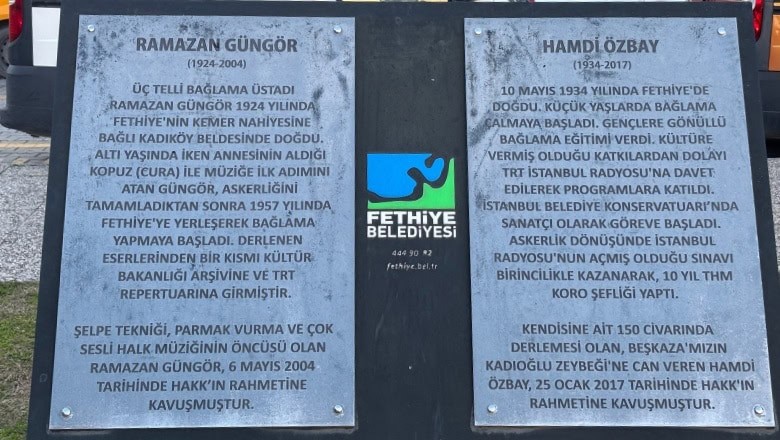 RAMAZAN GÜNGÖR
(1924-2004)
ÜÇ TELLİ BAĞLAMA ÜSTADI
RAMAZAN GÜNGÖR 1924 YILINDA
FETHİYE'NİN KEMER NAHİYESİNE
BAĞLI KADIKÖY BELDESİNDE DOĞDU.
ALTI YAŞINDA İKEN ANNESİNİN ALDIĞI
KOPUZ (CURA) İLE MÜZİĞE İLK ADIMINI
ATAN GÜNGÖR, ASKERLİĞİNİ
TAMAMLADIKTAN SONRA 1957 YILINDA
FETHİYE'YE YERLEŞEREK BAĞLAMA
YAPMAYA BAŞLADI. DERLENEN
ESERLERİNDEN BİR KISMI KÜLTÜR
BAKANLIĞI ARŞİVİNE VE TRT
REPERTUARINA GİRMİŞTİR.
ŞELPE TEKNİĞİ, PARMAK VURMA VE ÇOK
SESLİ HALK MÜZİĞİNİN ÖNCÜSÜ OLAN
RAMAZAN GÜNGÖR, 6 MAYIS 2004
TARİHİNDE HAKK'IN RAHMETİNE
KAVUŞMUŞTUR.
FETHİYE
BELEDİYESİ
444 90 2
fethiye.bel.tr
HAMDİ ÖZBAY
(1934-2017)
10 MAYIS 1934 YILINDA FETHİYE'DE
DOĞDU. KÜÇÜK YAŞLARDA BAĞLAMA
ÇALMAYA BAŞLADI. GENÇLERE GÖNÜLLÜ
BAĞLAMA EĞİTİMİ VERDİ. KÜLTÜRE
VERMİŞ OLDUĞU KATKILARDAN DOLAYI
TRT İSTANBUL RADYOSU'NA DAVET
EDİLEREK PROGRAMLARA KATILDI.
İSTANBUL BELEDİYE KONSERVATUARI'NDA
SANATÇI OLARAK GÖREVE BAŞLADI.
ASKERLİK DÖNÜŞÜNDE İSTANBUL
RADYOSU'NUN AÇMIŞ OLDUĞU SINAVI
BİRİNCİLİKLE KAZANARAK, 10 YIL THM
KORO ŞEFLİĞİ YAPTI.
KENDİSİNE AİT 150 CİVARINDA
DERLEMESİ OLAN, BEŞKAZA'MIZIN
KADIOĞLU ZEYBEĞİ'NE CAN VEREN HAMDİ
ÖZBAY, 25 OCAK 2017 TARİHİNDE HAKK'IN
RAHMETİNE KAVUŞMUŞTUR.